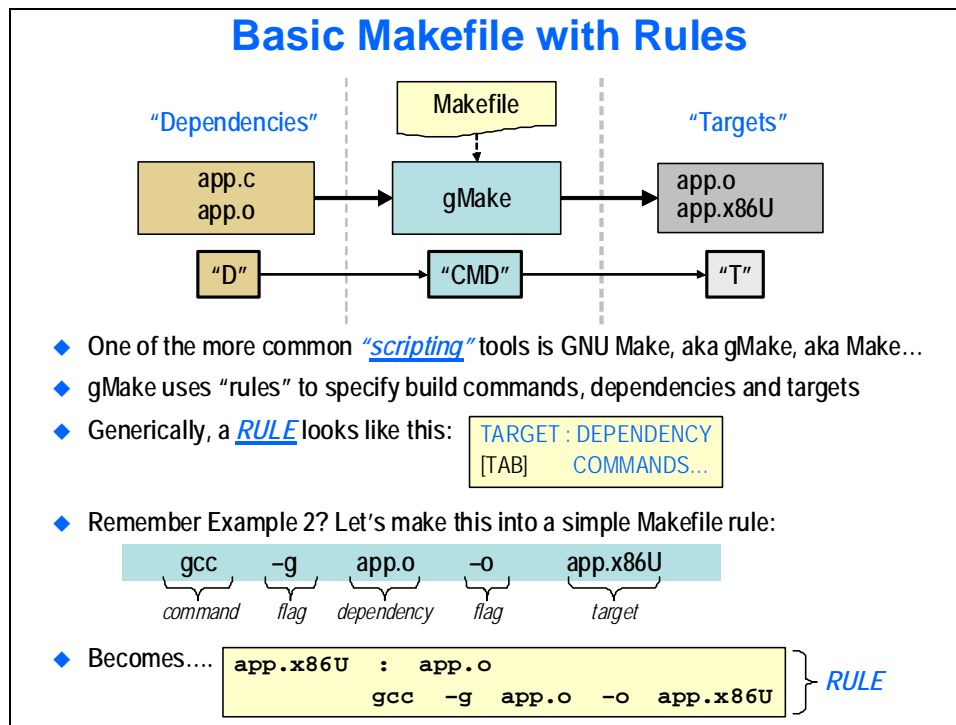 Basic Makefile with Rules
Makefile
“Dependencies”
“Targets”
app.c
app.o
gMake
app.o
app.x86U
“D”
“CMD”
“T”
One of the more common “scripting” tools is GNU Make, aka gMake, aka Make…
gMake uses “rules” to specify build commands, dependencies and targets
Generically, a RULE looks like this:
TARGET : DEPENDENCY
[TAB] COMMANDS…
Remember Example 2? Let’s make this into a simple Makefile rule:
gcc –g app.o –o app.x86U
command flag dependency flag target
Becomes….
app.x86U : app.o
gcc –g app.o –o app.x86U
RULE